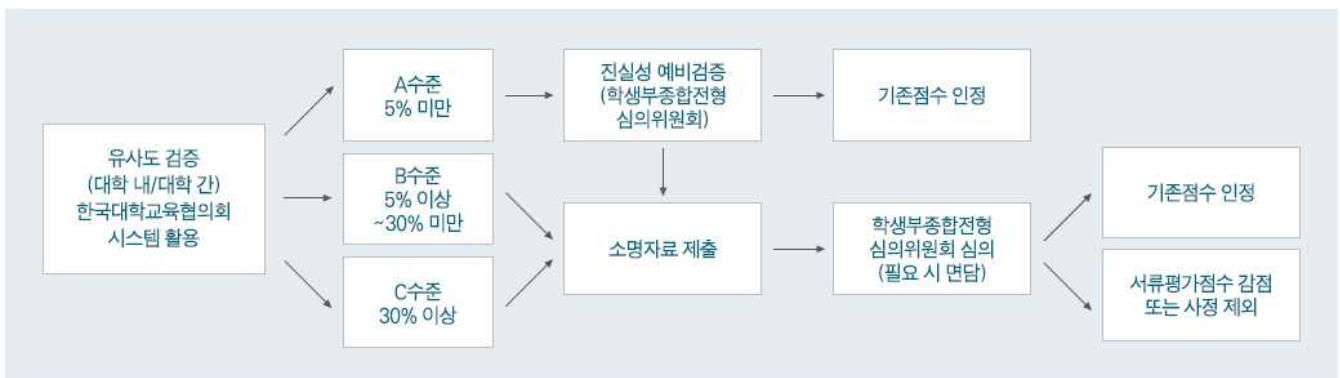 유사도 검증
(대학 내/대학 간)
한국대학교육협의회
시스템 활용
A수준
5% 미만
B수준
5% 이상
~30% 미만
C수준
30% 이상
진실성 예비검증
(학생부종합전형
심의위원회)
소명자료 제출
기존점수 인정
학생부종합전형
심의위원회 심의
(필요 시 면담)
기존점수 인정
서류평가점수 감점
또는 사정 제외